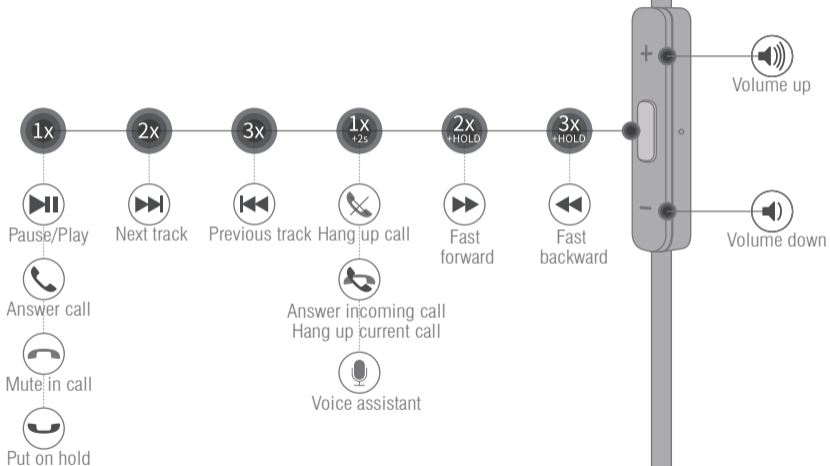 +
Volume up
1x
2x
3x
1x
+2s
2x
+HOLD
3x
+HOLD
−
Volume down
Pause/Play
Next track
Previous track
Hang up call
Fast
forward
Fast
backward
Answer call
Answer incoming call
Hang up current call
Mute in call
Voice assistant
Put on hold